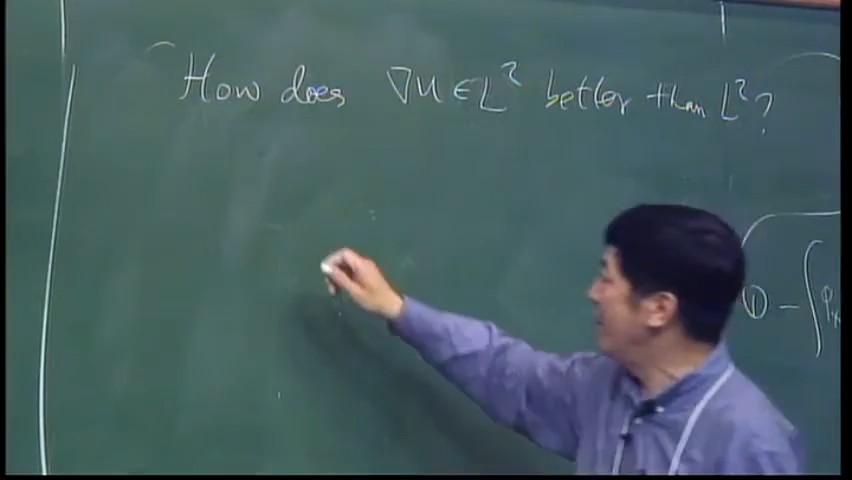 How does ∇u ∈ L² better than L²?